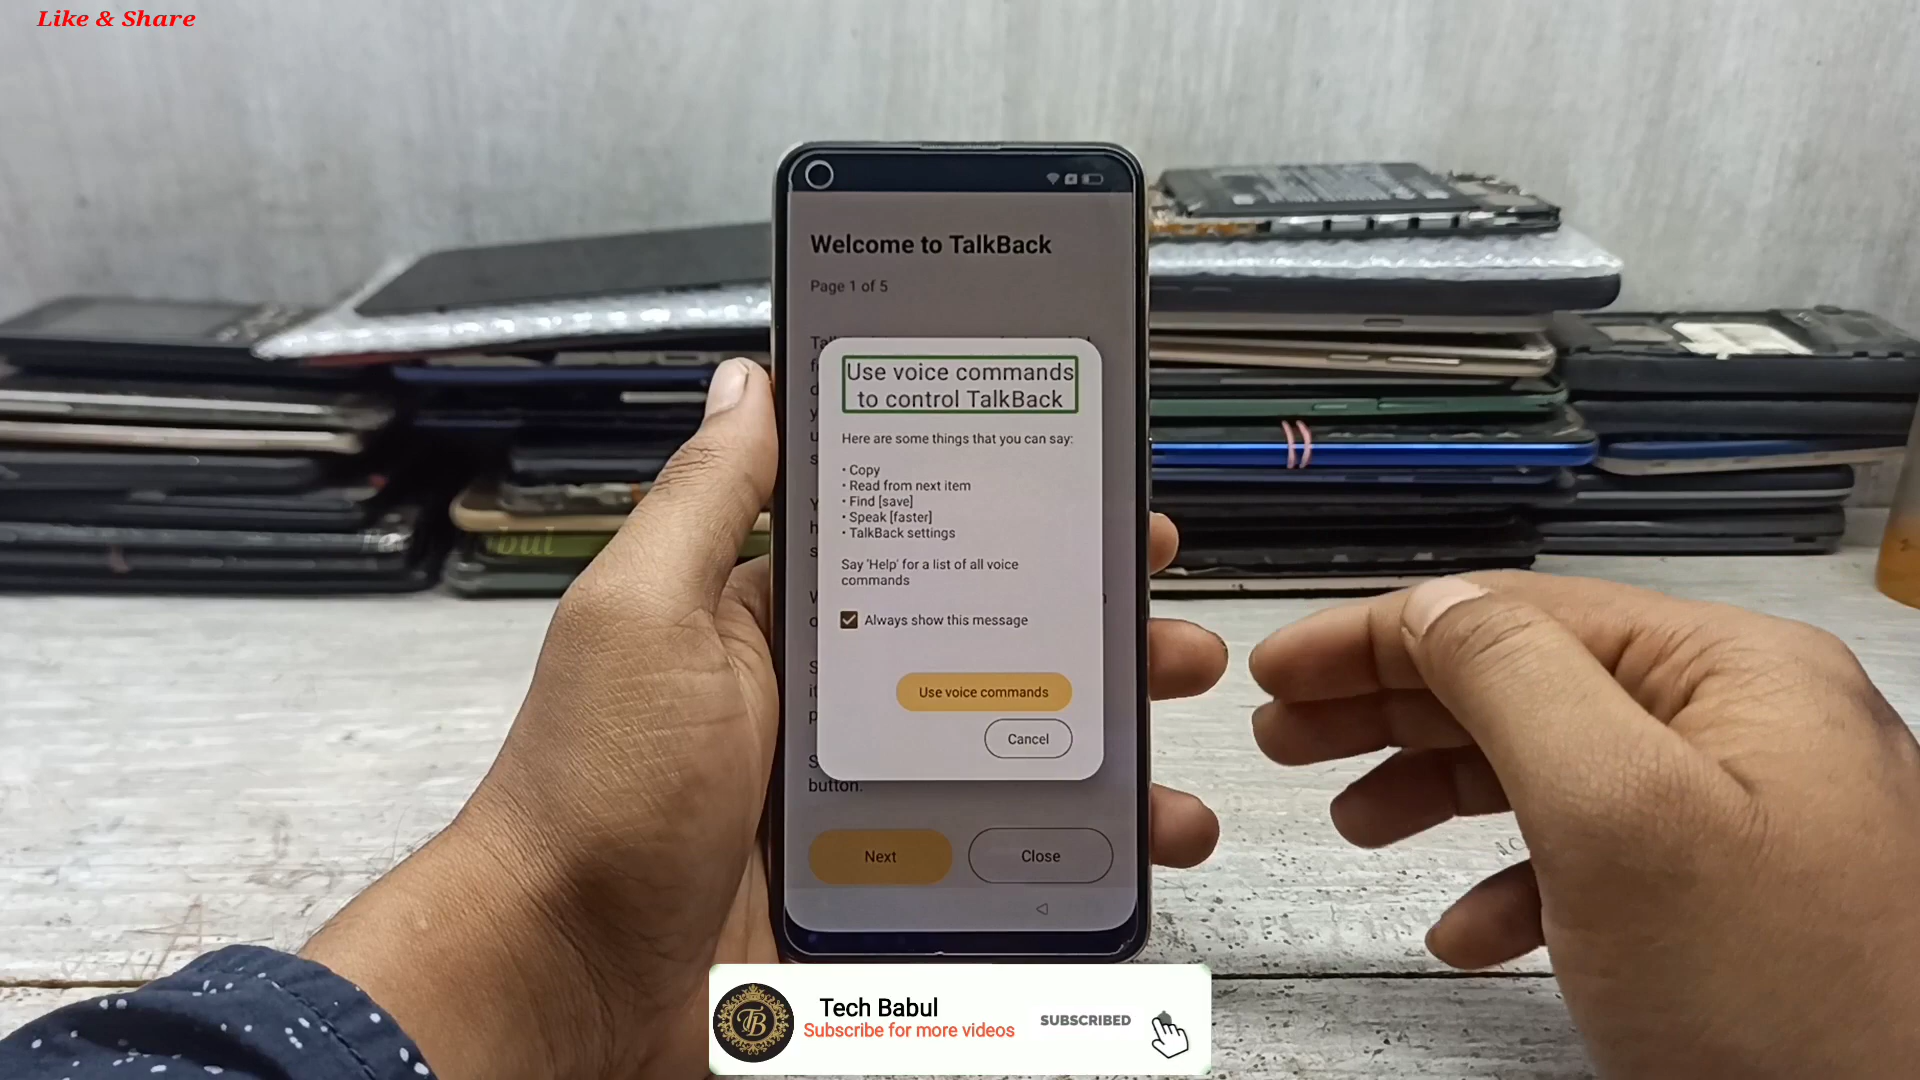 Like & Share
Welcome to TalkBack
Page 1 of 5
Use voice commands
to control TalkBack
Here are some things that you can say:
• Copy
• Read from next item
• Find [save]
• Speak [faster]
• TalkBack settings
Say 'Help' for a list of all voice
commands
Always show this message
Use voice commands
Cancel
button.
Next
Close
Tech Babul
Subscribe for more videos
SUBSCRIBED
TB